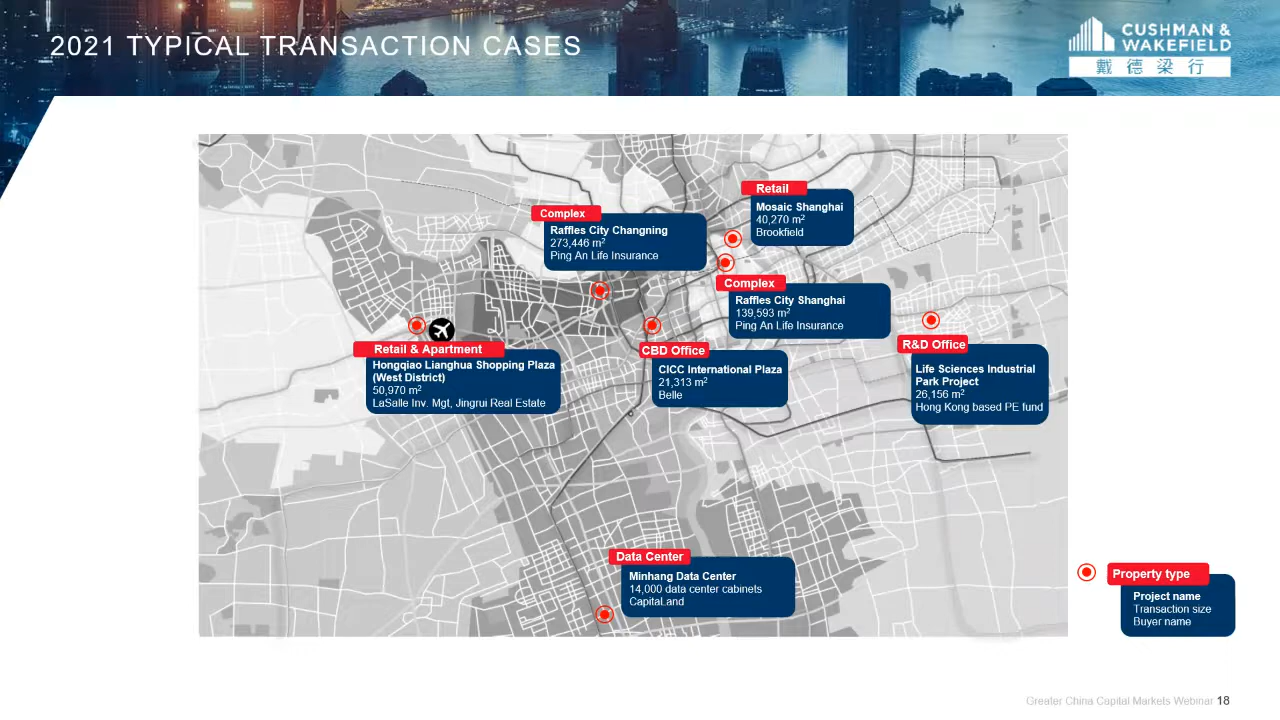 2021 TYPICAL TRANSACTION CASES
CUSHMAN &
WAKEFIELD
戴德梁行
Retail
Mosaic Shanghai
40,270 m²
Brookfield
Complex
Raffles City Changning
273,446 m²
Ping An Life Insurance
Complex
Raffles City Shanghai
139,593 m²
Ping An Life Insurance
Retail & Apartment
Hongqiao Lianghua Shopping Plaza
(West District)
50,970 m²
LaSalle Inv. Mgt, Jingrui Real Estate
CBD Office
CICC International Plaza
21,313 m²
Belle
R&D Office
Life Sciences Industrial
Park Project
26,156 m²
Hong Kong based PE fund
Data Center
Minhang Data Center
14,000 data center cabinets
CapitaLand
Property type
Project name
Transaction size
Buyer name
Greater China Capital Markets Webinar 18